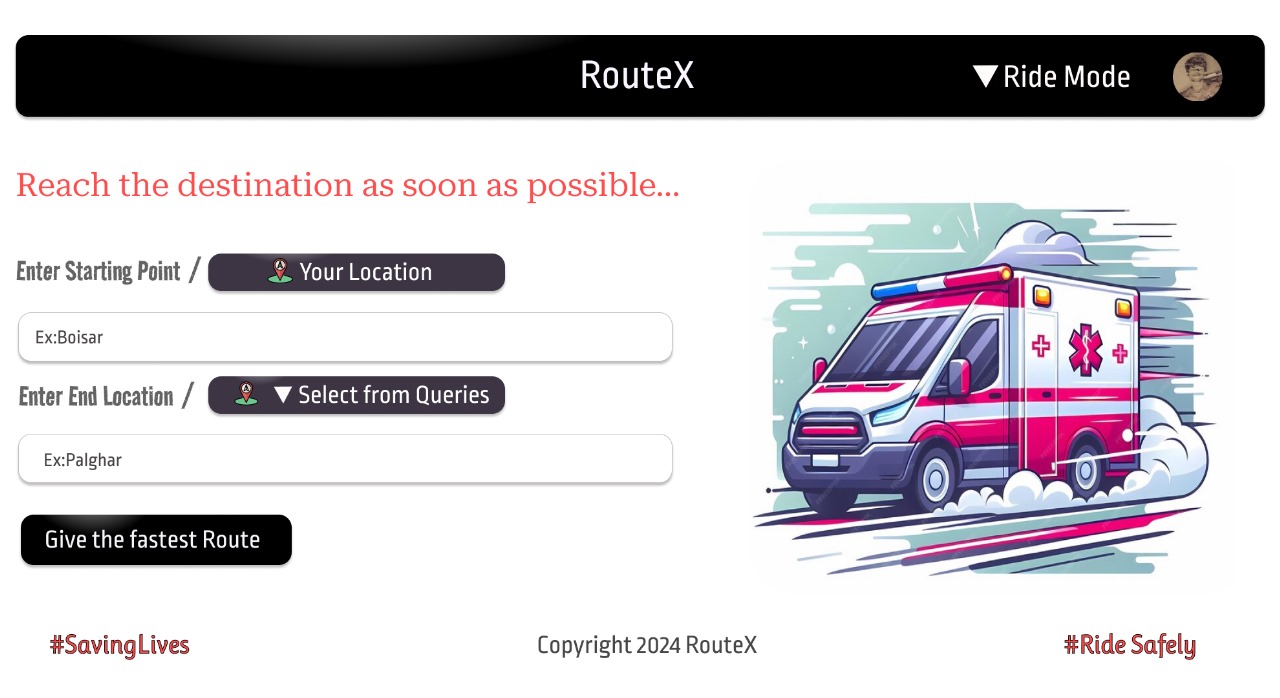 RouteX
▼ Ride Mode
Reach the destination as soon as possible...
Enter Starting Point /
Your Location
Ex:Boisar
Enter End Location /
▼ Select from Queries
Ex:Palghar
Give the fastest Route
#SavingLives
Copyright 2024 RouteX
#Ride Safely